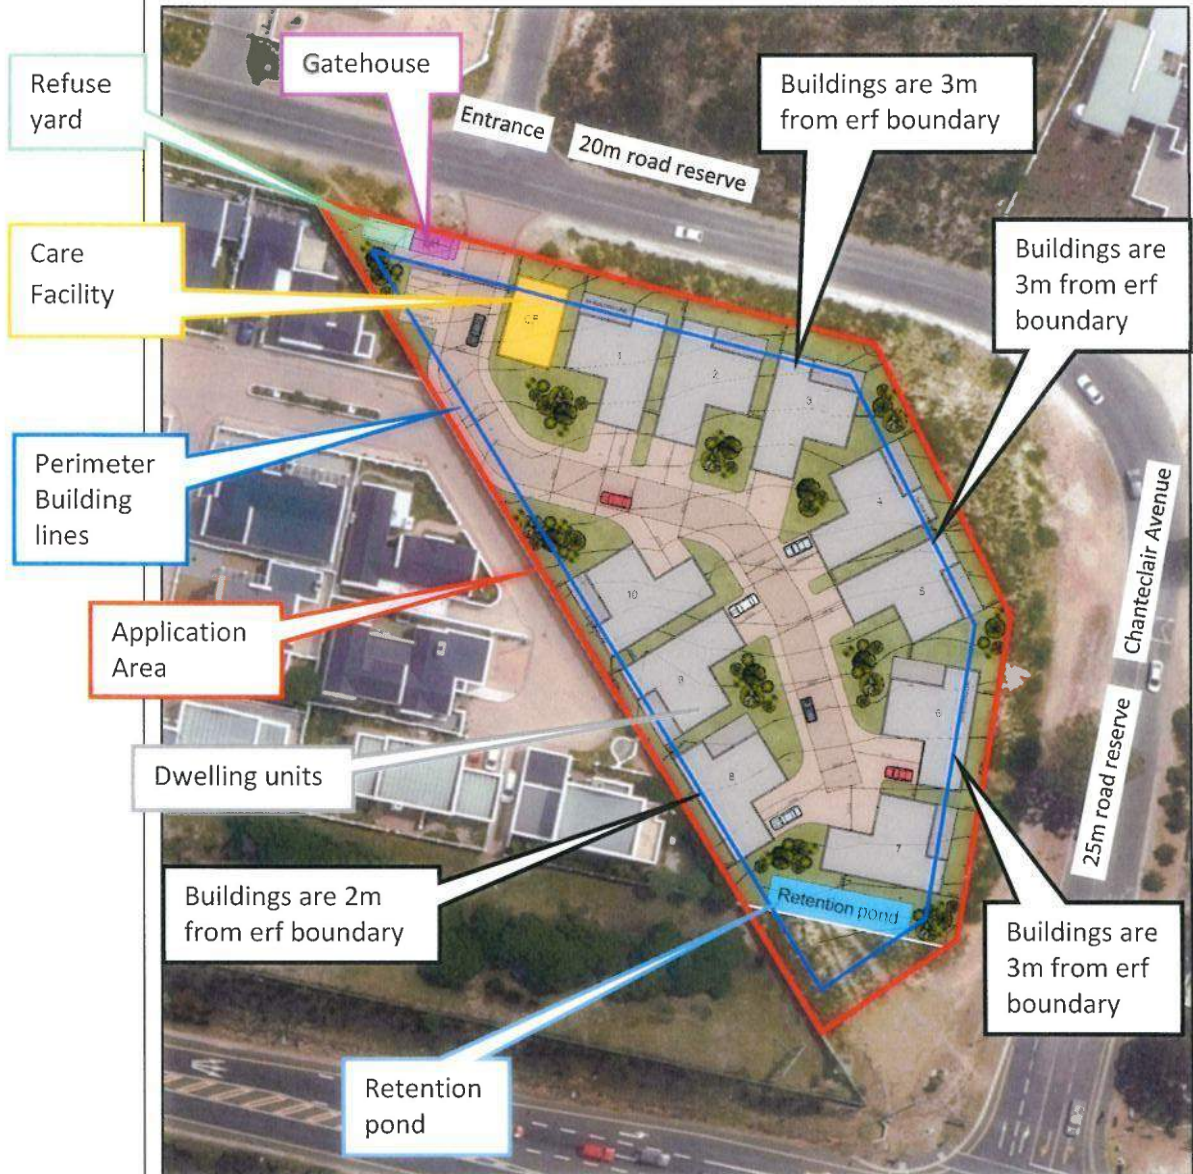 Gatehouse
Refuse
yard
Buildings are 3m
from erf boundary
Entrance
20m road reserve
Care
Facility
Buildings are
3m from erf
boundary
1
2
3
4
5
6
7
8
9
10
Perimeter
Building
lines
Chanteclair Avenue
Application
Area
Dwelling units
25m road reserve
Buildings are 2m
from erf boundary
Retention pond
Buildings are
3m from erf
boundary
Retention
pond